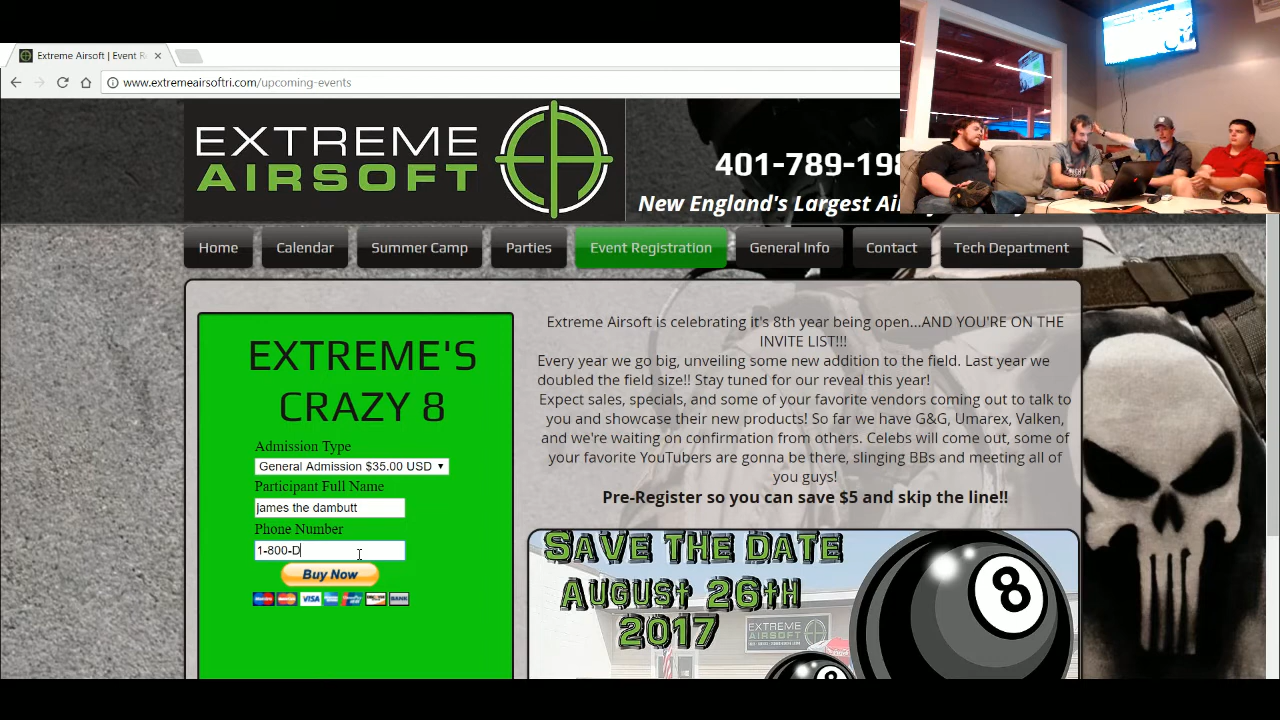 Extreme Airsoft | Event R
www.extremeairsoftri.com/upcoming-events
EXTREME
AIRSOFT
401-789-198
New England's Largest
Home
Calendar
Summer Camp
Parties
Event Registration
General Info
Contact
Tech Department
EXTREME'S
CRAZY 8
Admission Type
General Admission $35.00 USD
Participant Full Name
james the dambutt
Phone Number
1-800-D
Buy Now
VISA
BANK
Extreme Airsoft is celebrating it's 8th year being open...AND YOU'RE ON THE
INVITE LIST!!!
Every year we go big, unveiling some new addition to the field. Last year we
doubled the field size!! Stay tuned for our reveal this year!
Expect sales, specials, and some of your favorite vendors coming out to talk to
you and showcase their new products! So far we have G&G, Umarex, Valken,
and we're waiting on confirmation from others. Celebs will come out, some of
your favorite YouTubers are gonna be there, slinging BBs and meeting all of
you guys!
Pre-Register so you can save $5 and skip the line!!
SAVE THE DATE
AUGUST 26TH
2017
EXTREME
AIRSOFT
8
8